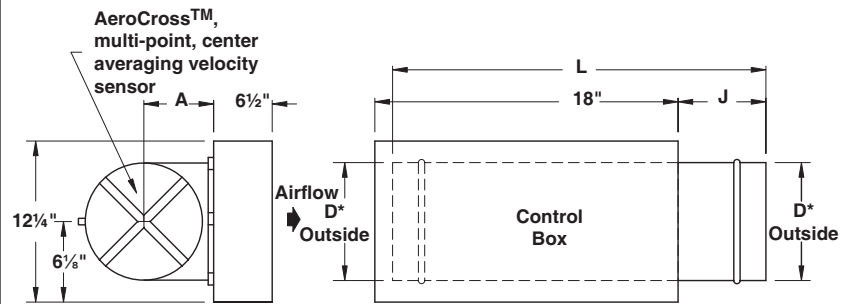 AeroCross™,
multi-point, center
averaging velocity
sensor
A
6½"
12¼"
6⅛"
L
18"
J
Airflow
D*
Outside
Control
Box
D*
Outside